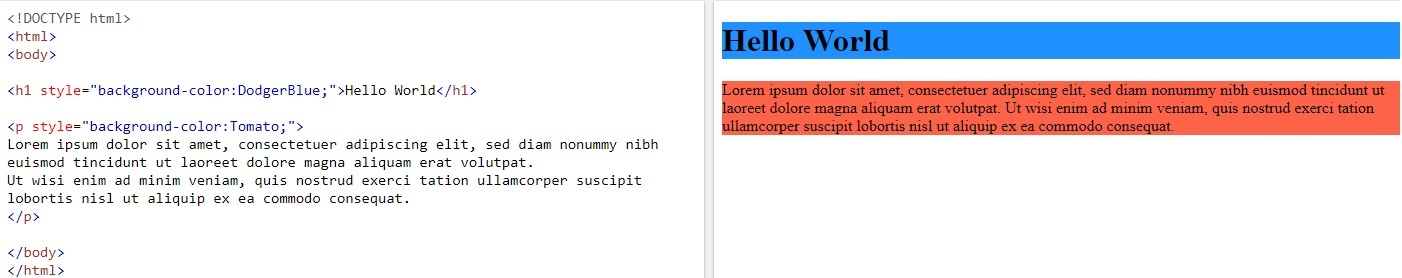 <!DOCTYPE html>
<html>
<body>
<h1 style="background-color:DodgerBlue;">Hello World</h1>
<p style="background-color:Tomato;">
Lorem ipsum dolor sit amet, consectetuer adipiscing elit, sed diam nonummy nibh
euismod tincidunt ut laoreet dolore magna aliquam erat volutpat.
Ut wisi enim ad minim veniam, quis nostrud exerci tation ullamcorper suscipit
lobortis nisl ut aliquip ex ea commodo consequat.
</p>
</body>
</html>
Hello World
Lorem ipsum dolor sit amet, consectetuer adipiscing elit, sed diam nonummy nibh euismod tincidunt ut
laoreet dolore magna aliquam erat volutpat. Ut wisi enim ad minim veniam, quis nostrud exerci tation
ullamcorper suscipit lobortis nisl ut aliquip ex ea commodo consequat.